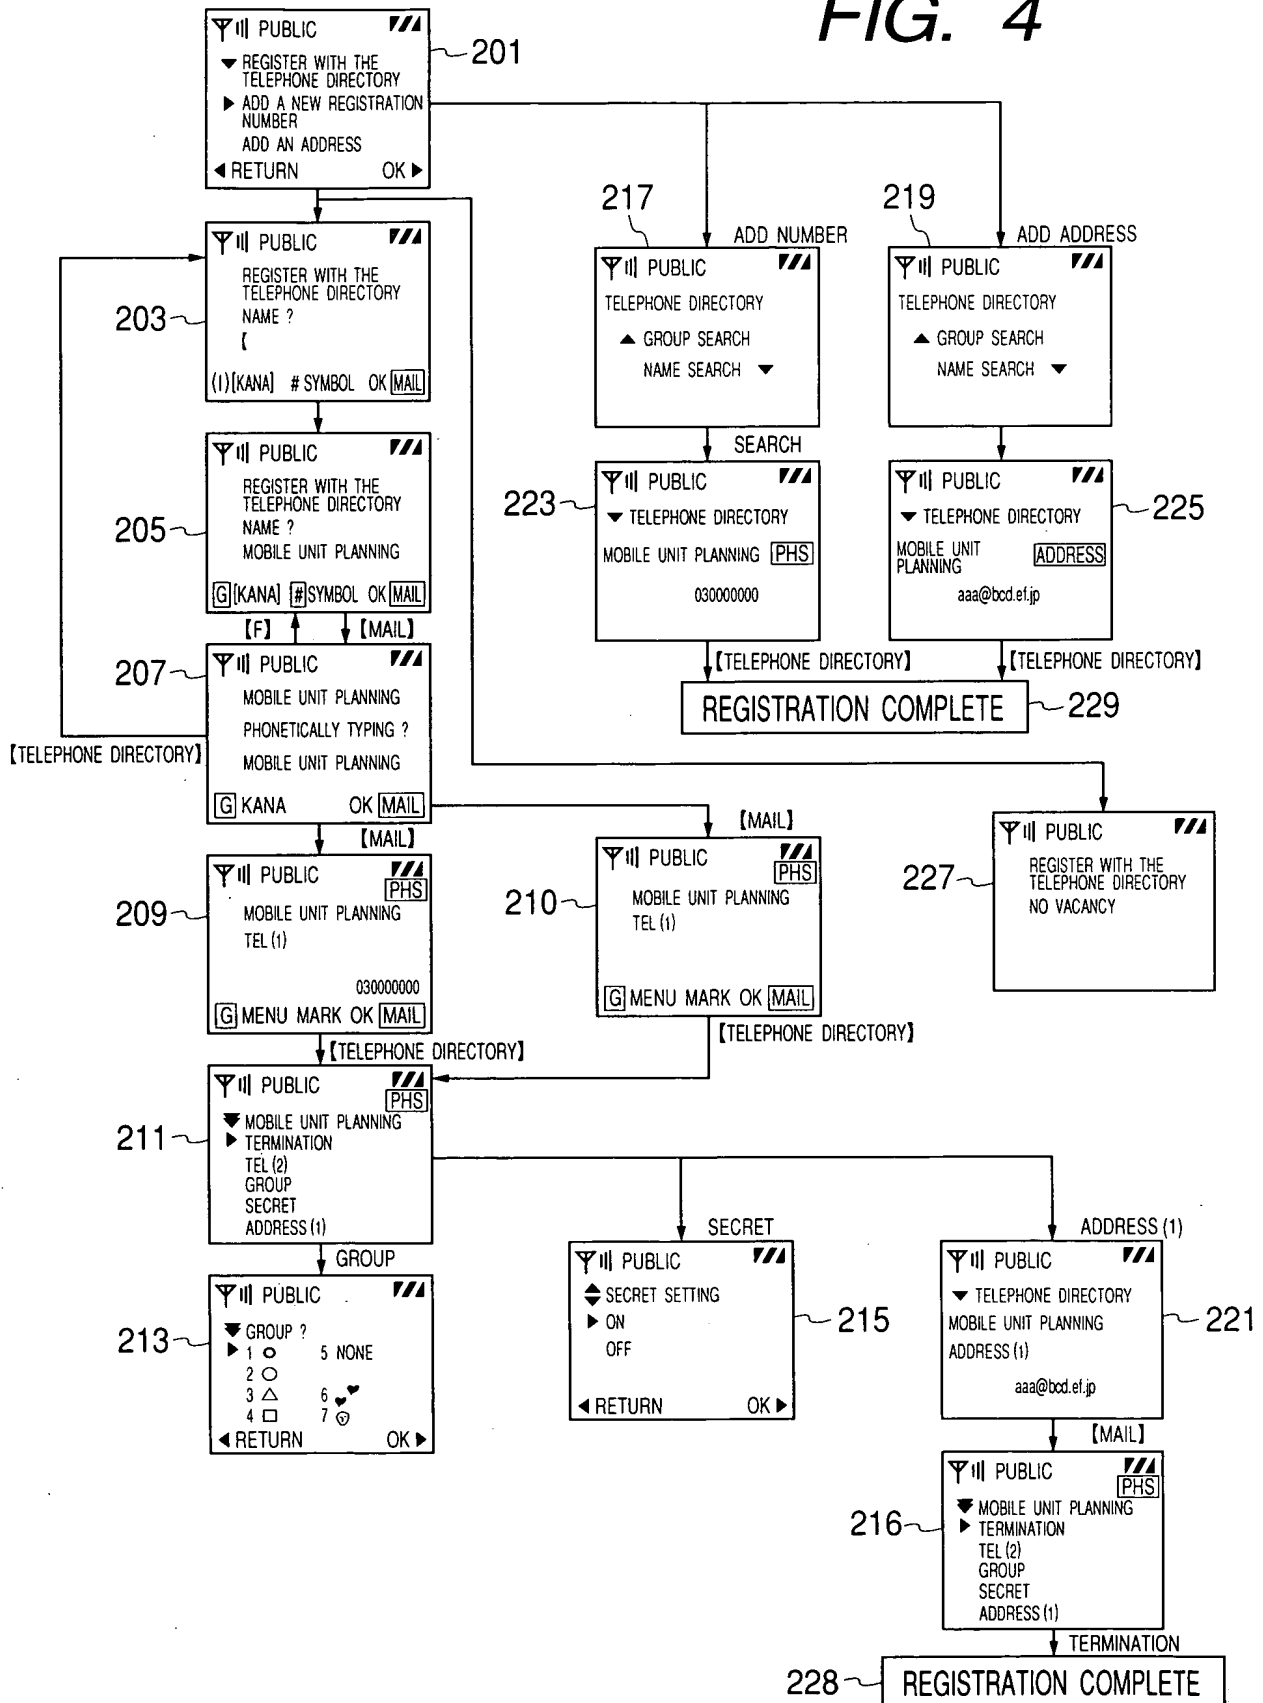 FIG. 4
PUBLIC
REGISTER WITH THE
TELEPHONE DIRECTORY
ADD A NEW REGISTRATION
NUMBER
ADD AN ADDRESS
RETURN OK
201
PUBLIC
REGISTER WITH THE
TELEPHONE DIRECTORY
NAME ?
[
(I)[KANA] # SYMBOL OK MAIL
203
PUBLIC
REGISTER WITH THE
TELEPHONE DIRECTORY
NAME ?
MOBILE UNIT PLANNING
G [KANA] # SYMBOL OK MAIL
205
【F】 【MAIL】
PUBLIC
MOBILE UNIT PLANNING
PHONETICALLY TYPING ?
MOBILE UNIT PLANNING
G KANA OK MAIL
207
【TELEPHONE DIRECTORY】
【MAIL】
PUBLIC
PHS
MOBILE UNIT PLANNING
TEL (1)
030000000
G MENU MARK OK MAIL
209
【TELEPHONE DIRECTORY】
【MAIL】
PUBLIC
PHS
MOBILE UNIT PLANNING
TEL (1)
G MENU MARK OK MAIL
210
【TELEPHONE DIRECTORY】
PUBLIC
PHS
MOBILE UNIT PLANNING
TERMINATION
TEL (2)
GROUP
SECRET
ADDRESS (1)
211
GROUP
PUBLIC
GROUP ?
1 5 NONE
2
3 6
4 7
RETURN OK
213
SECRET
PUBLIC
SECRET SETTING
ON
OFF
RETURN OK
215
217
ADD NUMBER
PUBLIC
TELEPHONE DIRECTORY
GROUP SEARCH
NAME SEARCH
SEARCH
PUBLIC
TELEPHONE DIRECTORY
MOBILE UNIT PLANNING PHS
030000000
223
【TELEPHONE DIRECTORY】
219
ADD ADDRESS
PUBLIC
TELEPHONE DIRECTORY
GROUP SEARCH
NAME SEARCH
PUBLIC
TELEPHONE DIRECTORY
MOBILE UNIT
PLANNING
ADDRESS
aaa@bcd.ef.jp
225
【TELEPHONE DIRECTORY】
REGISTRATION COMPLETE
229
PUBLIC
REGISTER WITH THE
TELEPHONE DIRECTORY
NO VACANCY
227
ADDRESS (1)
PUBLIC
TELEPHONE DIRECTORY
MOBILE UNIT PLANNING
ADDRESS (1)
aaa@bcd.ef.jp
221
【MAIL】
PUBLIC
PHS
MOBILE UNIT PLANNING
TERMINATION
TEL (2)
GROUP
SECRET
ADDRESS (1)
216
TERMINATION
228
REGISTRATION COMPLETE